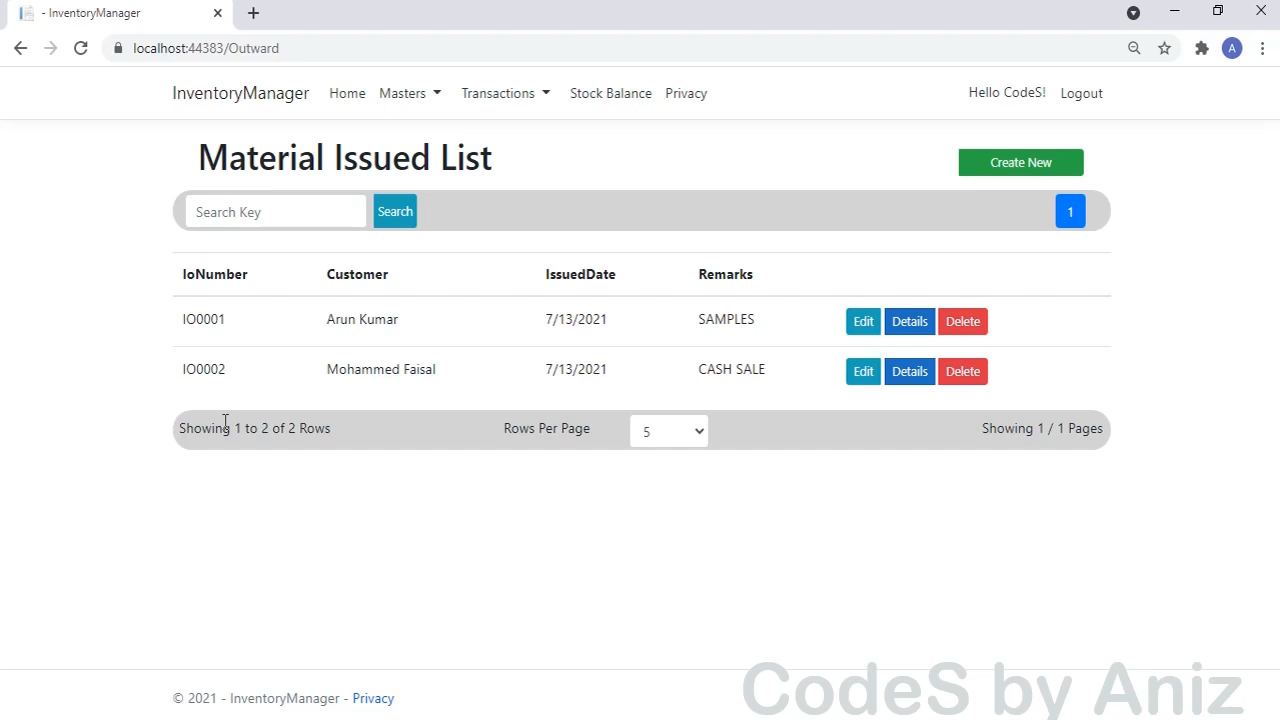 - InventoryManager
localhost:44383/Outward
A
InventoryManager Home Masters Transactions Stock Balance Privacy Hello CodeS! Logout
Material Issued List
Create New
Search Key Search 1
IoNumber Customer IssuedDate Remarks
IO0001 Arun Kumar 7/13/2021 SAMPLES Edit Details Delete
IO0002 Mohammed Faisal 7/13/2021 CASH SALE Edit Details Delete
Showing 1 to 2 of 2 Rows Rows Per Page 5 Showing 1 / 1 Pages
© 2021 - InventoryManager - Privacy
CodeS by Aniz